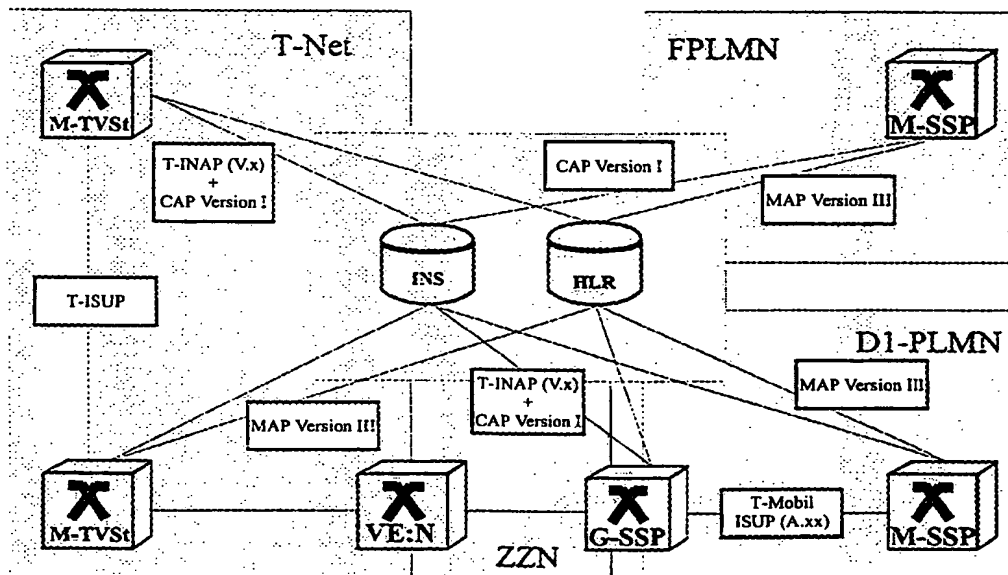 T-Net
FPLMN
M-TVSt
M-SSP
T-INAP (V.x)
+
CAP Version I
CAP Version I
MAP Version III
INS
HLR
T-ISUP
D1-PLMN
T-INAP (V.x)
+
CAP Version I
MAP Version III
MAP Version III
M-TVSt
VE:N
G-SSP
T-Mobil
ISUP (A.xx)
M-SSP
ZZN